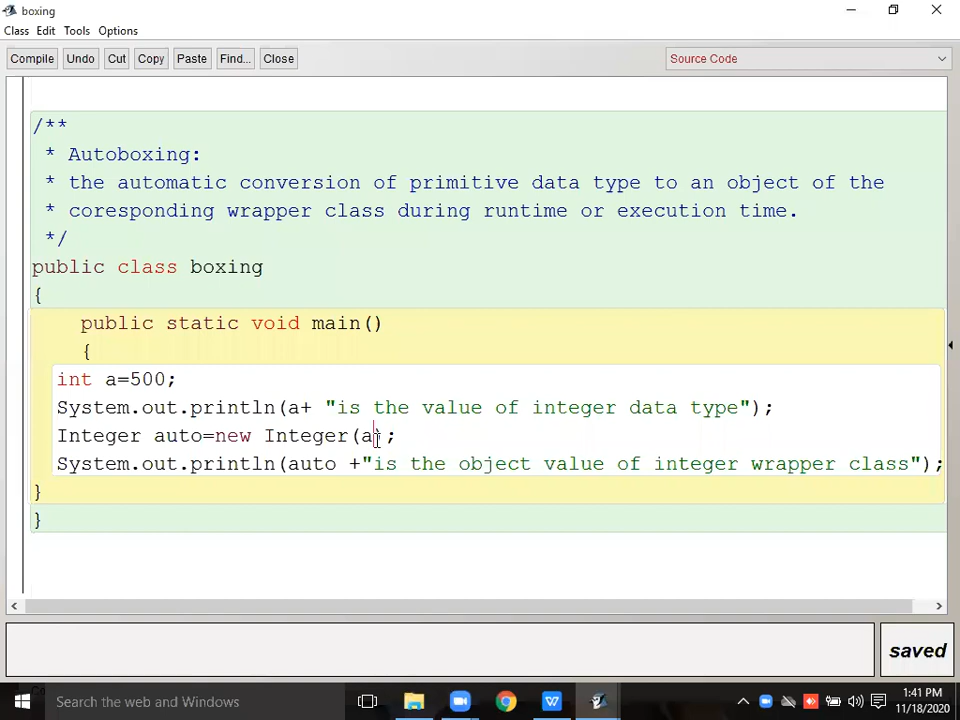 boxing
Class Edit Tools Options
Compile Undo Cut Copy Paste Find... Close Source Code
/**
* Autoboxing:
* the automatic conversion of primitive data type to an object of the
* coresponding wrapper class during runtime or execution time.
*/
public class boxing
{
public static void main()
{
int a=500;
System.out.println(a+ "is the value of integer data type");
Integer auto=new Integer(a);
System.out.println(auto +"is the object value of integer wrapper class");
}
}
saved
Search the web and Windows
1:41 PM
11/18/2020